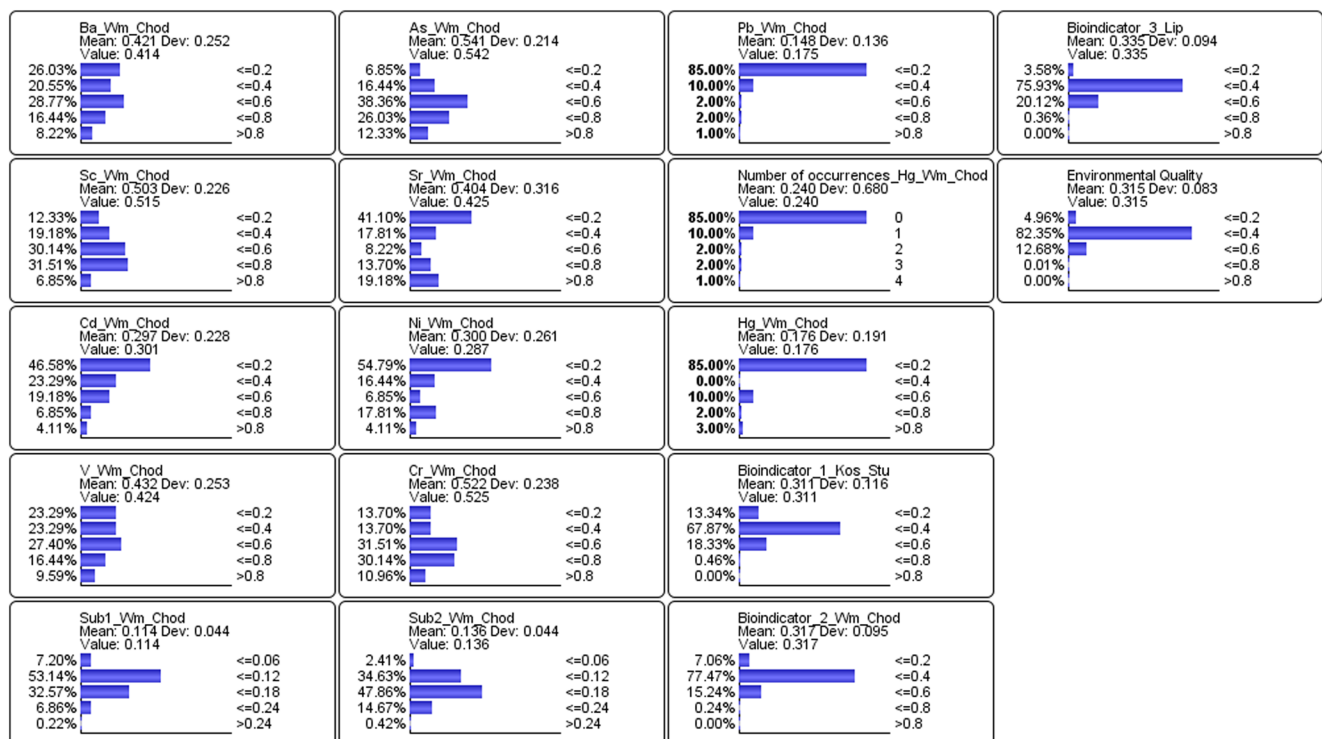 Ba_Wm_Chod
Mean: 0.421 Dev: 0.252
Value: 0.414
26.03% <=0.2
20.55% <=0.4
28.77% <=0.6
16.44% <=0.8
8.22% >0.8
As_Wm_Chod
Mean: 0.541 Dev: 0.214
Value: 0.542
6.85% <=0.2
16.44% <=0.4
38.36% <=0.6
26.03% <=0.8
12.33% >0.8
Pb_Wm_Chod
Mean: 0.148 Dev: 0.136
Value: 0.175
85.00% <=0.2
10.00% <=0.4
2.00% <=0.6
2.00% <=0.8
1.00% >0.8
Bioindicator_3_Lip
Mean: 0.335 Dev: 0.094
Value: 0.335
3.58% <=0.2
75.93% <=0.4
20.12% <=0.6
0.36% <=0.8
0.00% >0.8
Sc_Wm_Chod
Mean: 0.503 Dev: 0.226
Value: 0.515
12.33% <=0.2
19.18% <=0.4
30.14% <=0.6
31.51% <=0.8
6.85% >0.8
Sr_Wm_Chod
Mean: 0.404 Dev: 0.316
Value: 0.425
41.10% <=0.2
17.81% <=0.4
8.22% <=0.6
13.70% <=0.8
19.18% >0.8
Number of occurrences_Hg_Wm_Chod
Mean: 0.240 Dev: 0.680
Value: 0.240
85.00% 0
10.00% 1
2.00% 2
2.00% 3
1.00% 4
Environmental Quality
Mean: 0.315 Dev: 0.083
Value: 0.315
4.96% <=0.2
82.35% <=0.4
12.68% <=0.6
0.01% <=0.8
0.00% >0.8
Cd_Wm_Chod
Mean: 0.297 Dev: 0.228
Value: 0.301
46.58% <=0.2
23.29% <=0.4
19.18% <=0.6
6.85% <=0.8
4.11% >0.8
Ni_Wm_Chod
Mean: 0.300 Dev: 0.261
Value: 0.287
54.79% <=0.2
16.44% <=0.4
6.85% <=0.6
17.81% <=0.8
4.11% >0.8
Hg_Wm_Chod
Mean: 0.176 Dev: 0.191
Value: 0.176
85.00% <=0.2
0.00% <=0.4
10.00% <=0.6
2.00% <=0.8
3.00% >0.8
V_Wm_Chod
Mean: 0.432 Dev: 0.253
Value: 0.424
23.29% <=0.2
23.29% <=0.4
27.40% <=0.6
16.44% <=0.8
9.59% >0.8
Cr_Wm_Chod
Mean: 0.522 Dev: 0.238
Value: 0.525
13.70% <=0.2
13.70% <=0.4
31.51% <=0.6
30.14% <=0.8
10.96% >0.8
Bioindicator_1_Kos_Stu
Mean: 0.311 Dev: 0.116
Value: 0.311
13.34% <=0.2
67.87% <=0.4
18.33% <=0.6
0.46% <=0.8
0.00% >0.8
Sub1_Wm_Chod
Mean: 0.114 Dev: 0.044
Value: 0.114
7.20% <=0.06
53.14% <=0.12
32.57% <=0.18
6.86% <=0.24
0.22% >0.24
Sub2_Wm_Chod
Mean: 0.136 Dev: 0.044
Value: 0.136
2.41% <=0.06
34.63% <=0.12
47.86% <=0.18
14.67% <=0.24
0.42% >0.24
Bioindicator_2_Wm_Chod
Mean: 0.317 Dev: 0.095
Value: 0.317
7.06% <=0.2
77.47% <=0.4
15.24% <=0.6
0.24% <=0.8
0.00% >0.8